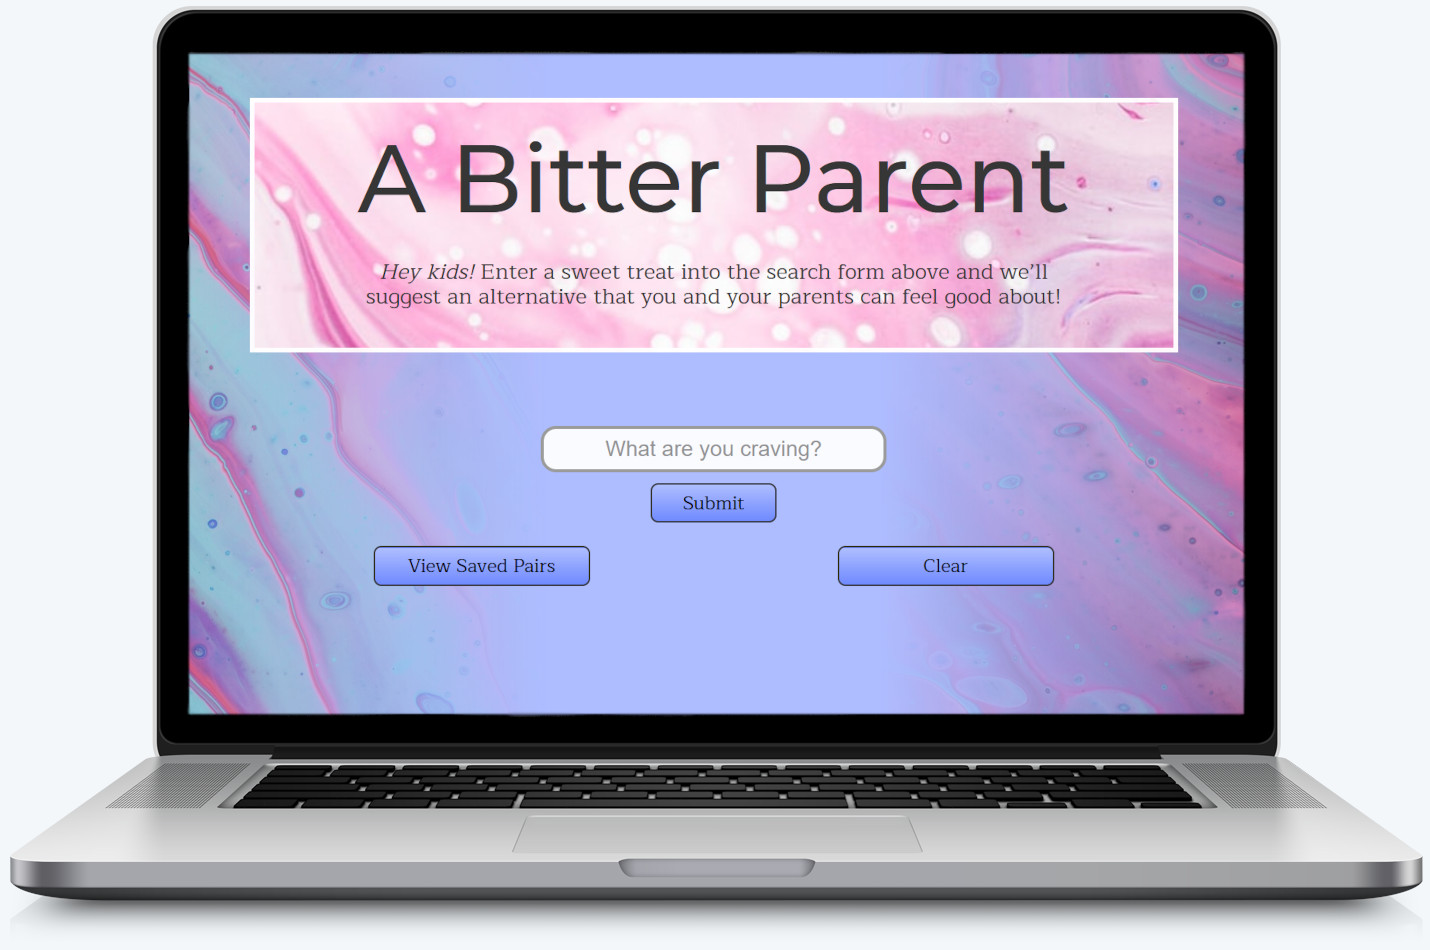 A Bitter Parent
Hey kids! Enter a sweet treat into the search form above and we’ll
suggest an alternative that you and your parents can feel good about!
What are you craving?
Submit
View Saved Pairs
Clear